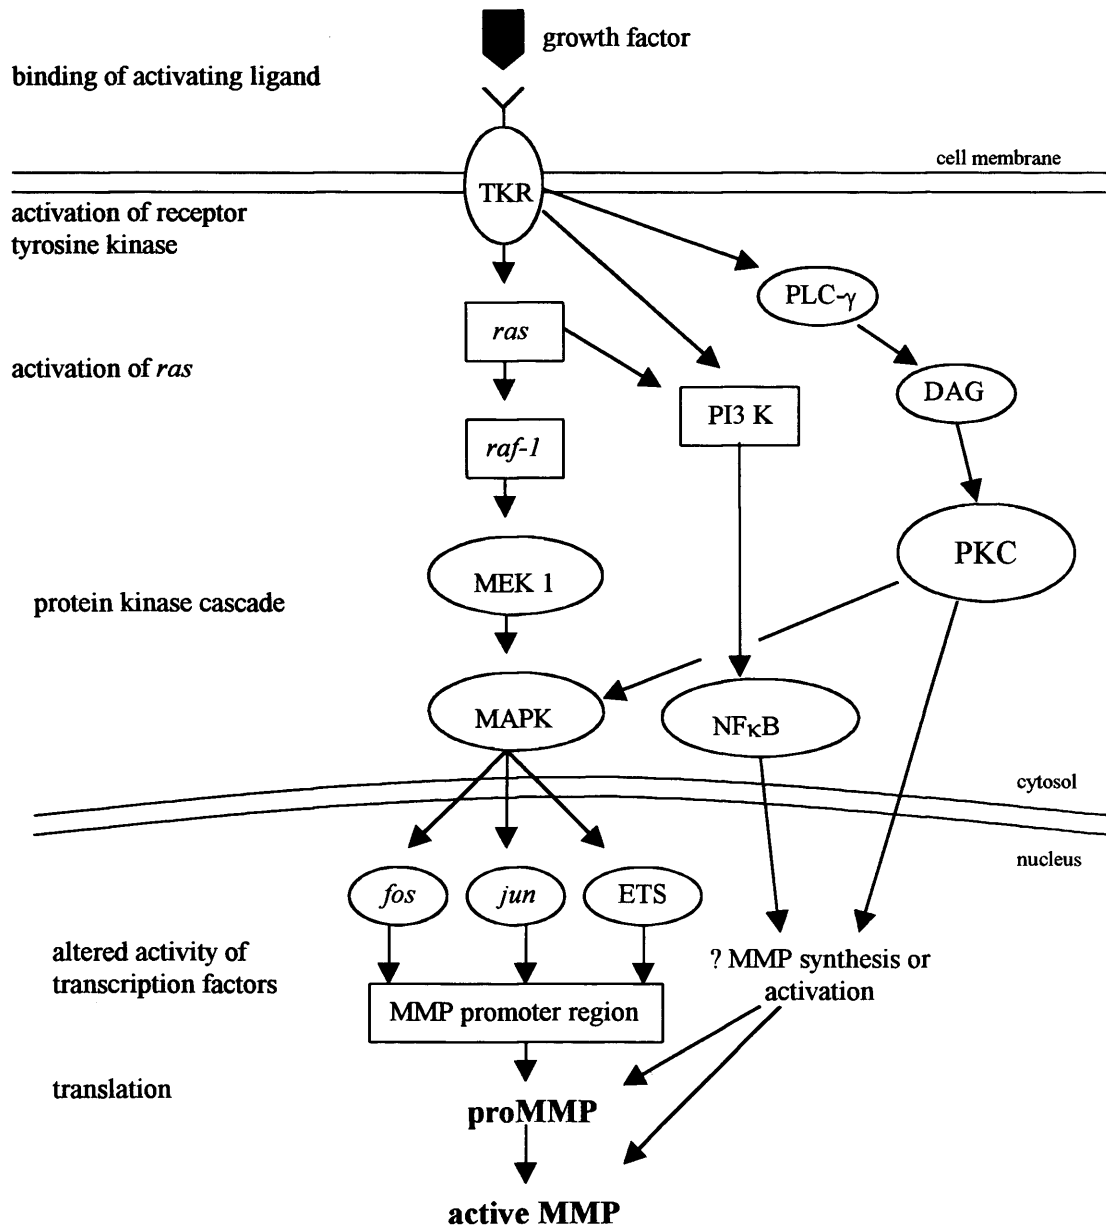 growth factor
binding of activating ligand
cell membrane
TKR
activation of receptor
tyrosine kinase
PLC-γ
ras
activation of ras
DAG
PI3 K
raf-1
PKC
MEK 1
protein kinase cascade
MAPK
NFκB
cytosol
nucleus
fos
jun
ETS
altered activity of
transcription factors
? MMP synthesis or
activation
MMP promoter region
translation
proMMP
active MMP